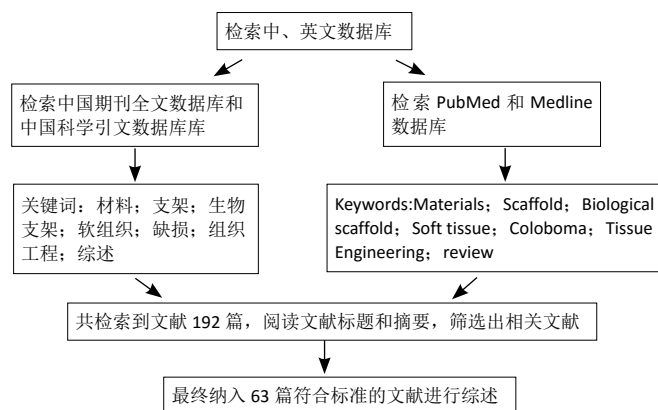 检索中、英文数据库
检索中国期刊全文数据库和
中国科学引文数据库库
检索 PubMed 和 Medline
数据库
关键词：材料；支架；生物
支架；软组织；缺损；组织
工程；综述
Keywords:Materials；Scaffold；Biological
scaffold；Soft tissue；Coloboma；Tissue
Engineering；review
共检索到文献 192 篇，阅读文献标题和摘要，筛选出相关文献
最终纳入 63 篇符合标准的文献进行综述